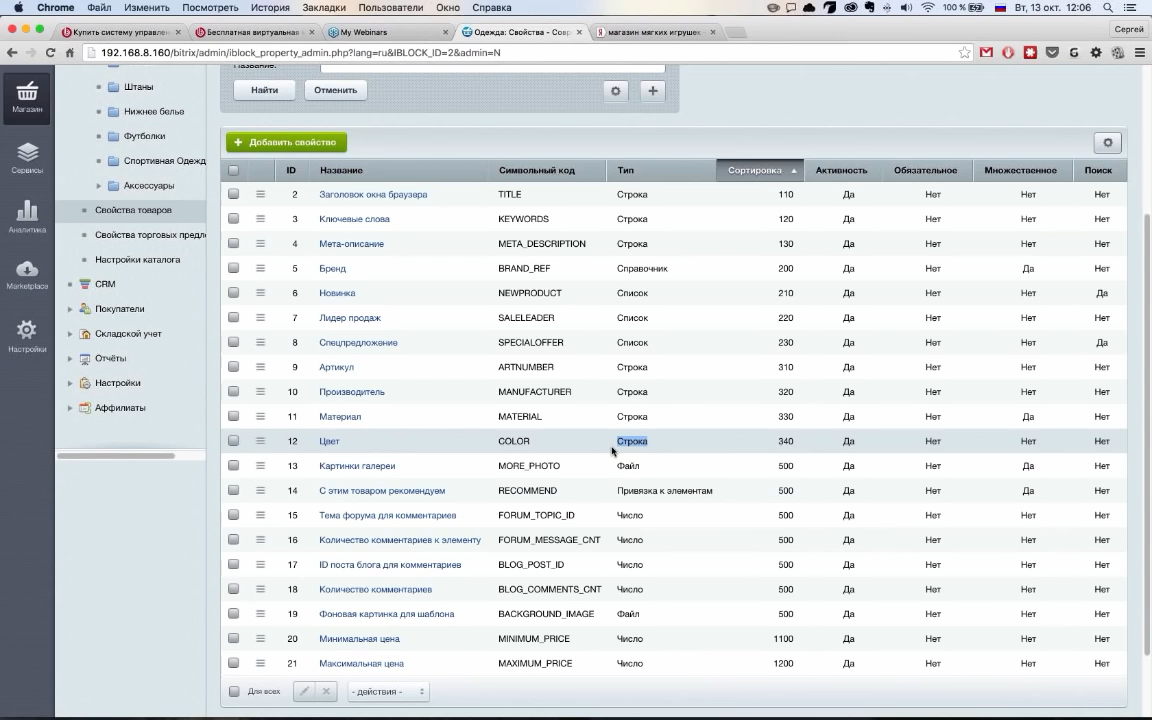 Chrome Файл Изменить Посмотреть История Закладки Пользователи Окно Справка 100 % Вт, 13 окт. 12:06
Купить систему управлен Бесплатная виртуальная My Webinars Одежда: Свойства - Совр магазин мягких игрушек Сергей
192.168.8.160/bitrix/admin/iblock_property_admin.php?lang=ru&IBLOCK_ID=2&admin=N
Магазин
Сервисы
Аналитика
Marketplace
Настройки
Штаны
Нижнее белье
Футболки
Спортивная Одежд
Аксессуары
Свойства товаров
Свойства торговых предл
Настройки каталога
CRM
Покупатели
Складской учет
Отчёты
Настройки
Аффилиаты
Название:
Найти Отменить
+ Добавить свойство
ID Название Символьный код Тип Сортировка Активность Обязательное Множественное Поиск
2 Заголовок окна браузера TITLE Строка 110 Да Нет Нет Нет
3 Ключевые слова KEYWORDS Строка 120 Да Нет Нет Нет
4 Мета-описание META_DESCRIPTION Строка 130 Да Нет Нет Нет
5 Бренд BRAND_REF Справочник 200 Да Нет Да Нет
6 Новинка NEWPRODUCT Список 210 Да Нет Нет Да
7 Лидер продаж SALELEADER Список 220 Да Нет Нет Нет
8 Спецпредложение SPECIALOFFER Список 230 Да Нет Нет Да
9 Артикул ARTNUMBER Строка 310 Да Нет Нет Нет
10 Производитель MANUFACTURER Строка 320 Да Нет Нет Нет
11 Материал MATERIAL Строка 330 Да Нет Да Нет
12 Цвет COLOR Строка 340 Да Нет Нет Нет
13 Картинки галереи MORE_PHOTO Файл 500 Да Нет Да Нет
14 С этим товаром рекомендуем RECOMMEND Привязка к элементам 500 Да Нет Да Нет
15 Тема форума для комментариев FORUM_TOPIC_ID Число 500 Да Нет Нет Нет
16 Количество комментариев к элементу FORUM_MESSAGE_CNT Число 500 Да Нет Нет Нет
17 ID поста блога для комментариев BLOG_POST_ID Число 500 Да Нет Нет Нет
18 Количество комментариев BLOG_COMMENTS_CNT Число 500 Да Нет Нет Нет
19 Фоновая картинка для шаблона BACKGROUND_IMAGE Файл 500 Да Нет Нет Нет
20 Минимальная цена MINIMUM_PRICE Число 1100 Да Нет Нет Нет
21 Максимальная цена MAXIMUM_PRICE Число 1200 Да Нет Нет Нет
Для всех - действия -